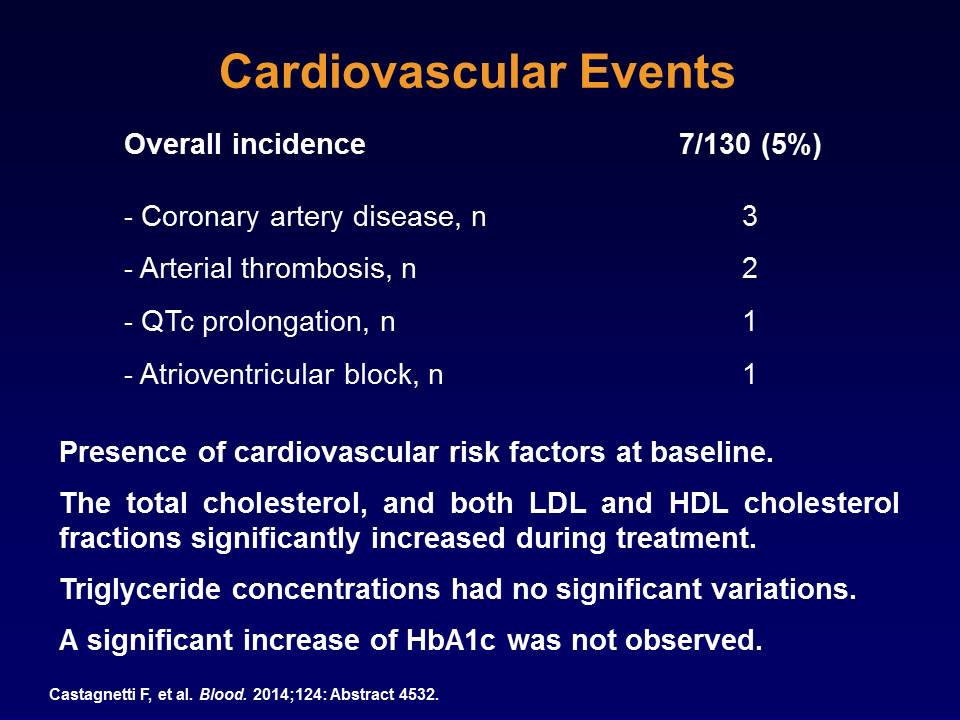 Cardiovascular Events
Overall incidence 7/130 (5%)
- Coronary artery disease, n 3
- Arterial thrombosis, n 2
- QTc prolongation, n 1
- Atrioventricular block, n 1
Presence of cardiovascular risk factors at baseline.
The total cholesterol, and both LDL and HDL cholesterol
fractions significantly increased during treatment.
Triglyceride concentrations had no significant variations.
A significant increase of HbA1c was not observed.
Castagnetti F, et al. Blood. 2014;124: Abstract 4532.